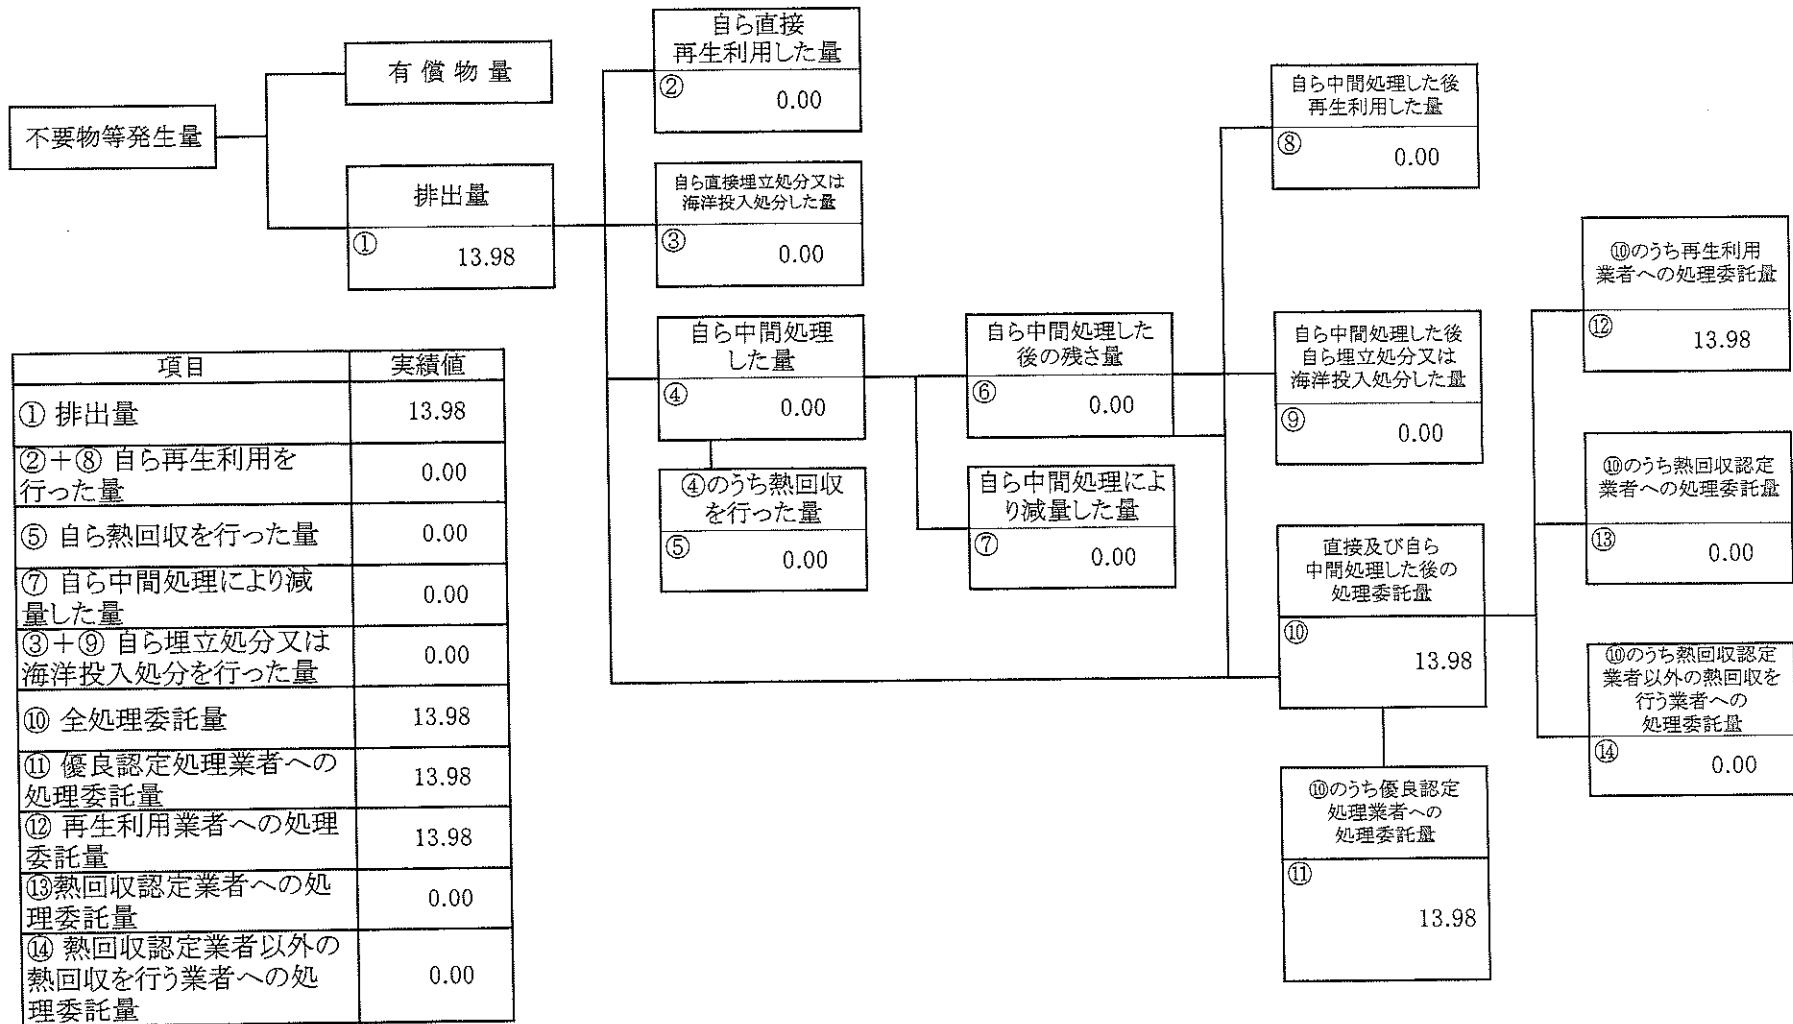 不要物等発生量
有償物量
排出量
①
13.98
自ら直接
再生利用した量
②
0.00
自ら直接埋立処分又は
海洋投入処分した量
③
0.00
自ら中間処理
した量
④
0.00
④のうち熱回収
を行った量
⑤
0.00
自ら中間処理した
後の残さ量
⑥
0.00
自ら中間処理によ
り減量した量
⑦
0.00
自ら中間処理した後
再生利用した量
⑧
0.00
自ら中間処理した後
自ら埋立処分又は
海洋投入処分した量
⑨
0.00
直接及び自ら
中間処理した後の
処理委託量
⑩
13.98
⑩のうち優良認定
処理業者への
処理委託量
⑪
13.98
⑩のうち再生利用
業者への処理委託量
⑫
13.98
⑩のうち熱回収認定
業者への処理委託量
⑬
0.00
⑩のうち熱回収認定
業者以外の熱回収を
行う業者への
処理委託量
⑭
0.00
項目 実績値
① 排出量 13.98
②＋⑧ 自ら再生利用を
行った量 0.00
⑤ 自ら熱回収を行った量 0.00
⑦ 自ら中間処理により減
量した量 0.00
③＋⑨ 自ら埋立処分又は
海洋投入処分を行った量 0.00
⑩ 全処理委託量 13.98
⑪ 優良認定処理業者への
処理委託量 13.98
⑫ 再生利用業者への処理
委託量 13.98
⑬熱回収認定業者への処
理委託量 0.00
⑭ 熱回収認定業者以外の
熱回収を行う業者への処
理委託量 0.00